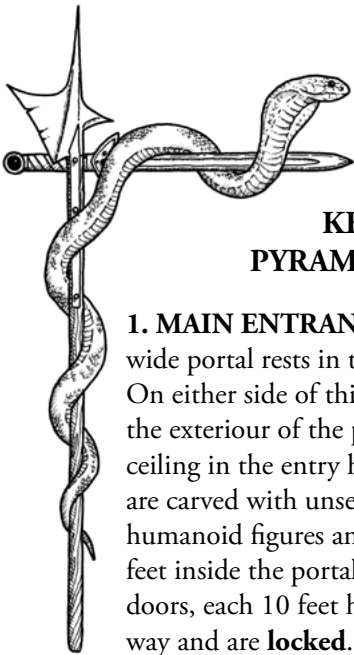 KE
PYRAM
1. MAIN ENTRAN
wide portal rests in t
On either side of thi
the exteriour of the p
ceiling in the entry h
are carved with unse
humanoid figures an
feet inside the portal
doors, each 10 feet h
way and are locked.